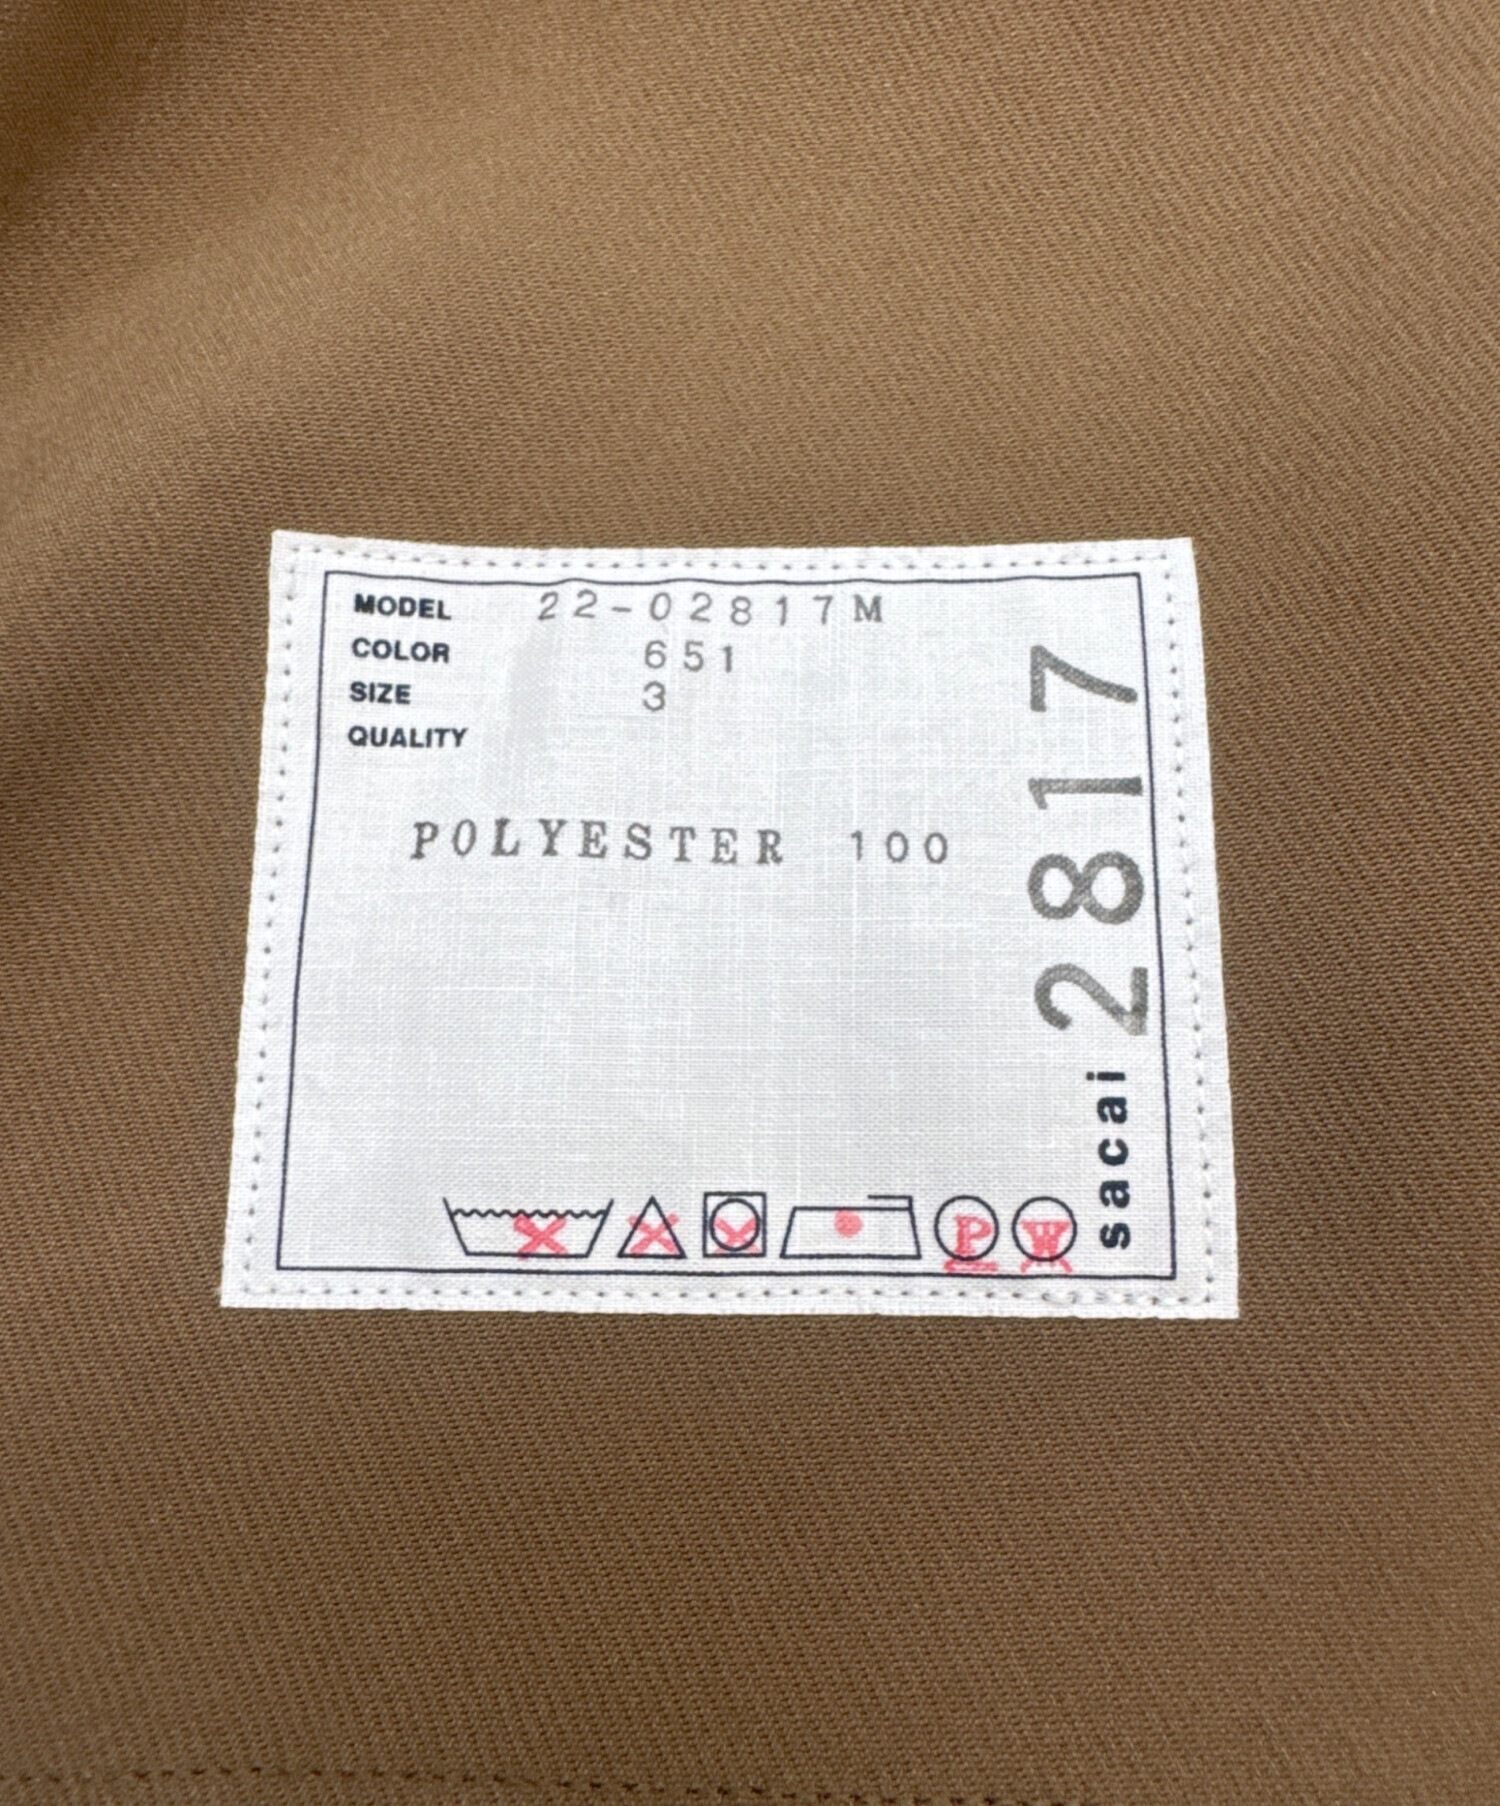 MODEL 22-02817M
COLOR 651
SIZE 3
QUALITY
POLYESTER 100
P W
sacai 2817